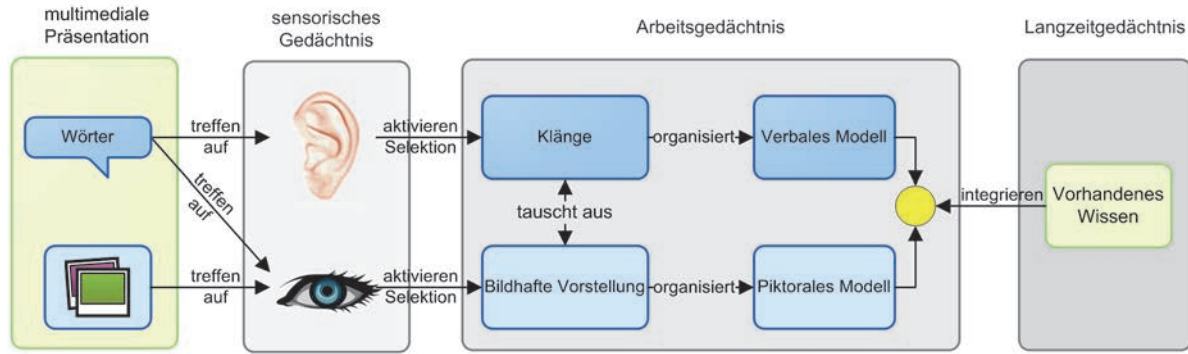 multimediale
Präsentation
sensorisches
Gedächtnis
Arbeitsgedächtnis
Langzeitgedächtnis
Wörter
treffen
auf
aktivieren
Selektion
Klänge
organisiert
Verbales Modell
treffen
auf
tauscht aus
integrieren
Vorhandenes
Wissen
treffen
auf
aktivieren
Selektion
Bildhafte Vorstellung
organisiert
Piktorales Modell